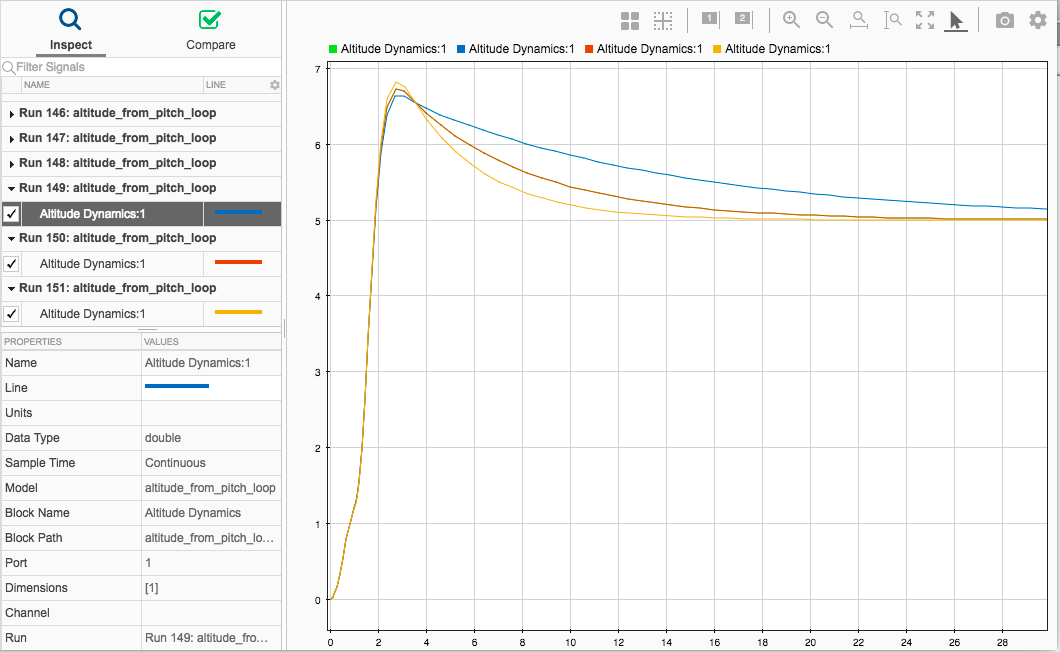 Inspect
Compare
Filter Signals
NAME LINE
Run 146: altitude_from_pitch_loop
Run 147: altitude_from_pitch_loop
Run 148: altitude_from_pitch_loop
Run 149: altitude_from_pitch_loop
Altitude Dynamics:1
Run 150: altitude_from_pitch_loop
Altitude Dynamics:1
Run 151: altitude_from_pitch_loop
Altitude Dynamics:1
PROPERTIES VALUES
Name Altitude Dynamics:1
Line
Units
Data Type double
Sample Time Continuous
Model altitude_from_pitch_loop
Block Name Altitude Dynamics
Block Path altitude_from_pitch_lo...
Port 1
Dimensions [1]
Channel
Run Run 149: altitude_fro...
1 2
Altitude Dynamics:1 Altitude Dynamics:1 Altitude Dynamics:1 Altitude Dynamics:1
7
6
5
4
3
2
1
0
0 2 4 6 8 10 12 14 16 18 20 22 24 26 28